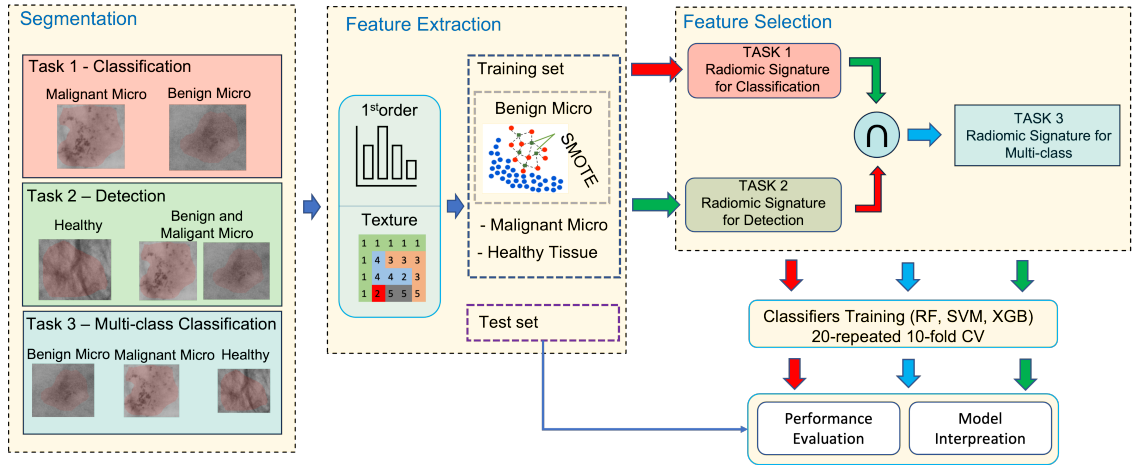 Segmentation
Task 1 - Classification
Malignant Micro
Benign Micro
Task 2 – Detection
Healthy
Benign and
Maligant Micro
Task 3 – Multi-class Classification
Benign Micro
Malignant Micro
Healthy
Feature Extraction
1storder
Texture
1 1 1 1 1
1 4 3 3 3
1 4 4 2 3
1 2 5 5 5
Training set
Benign Micro
SMOTE
- Malignant Micro
- Healthy Tissue
Test set
Feature Selection
TASK 1
Radiomic Signature
for Classification
TASK 2
Radiomic Signature
for Detection
∩
TASK 3
Radiomic Signature for
Multi-class
Classifiers Training (RF, SVM, XGB)
20-repeated 10-fold CV
Performance
Evaluation
Model
Interpreation